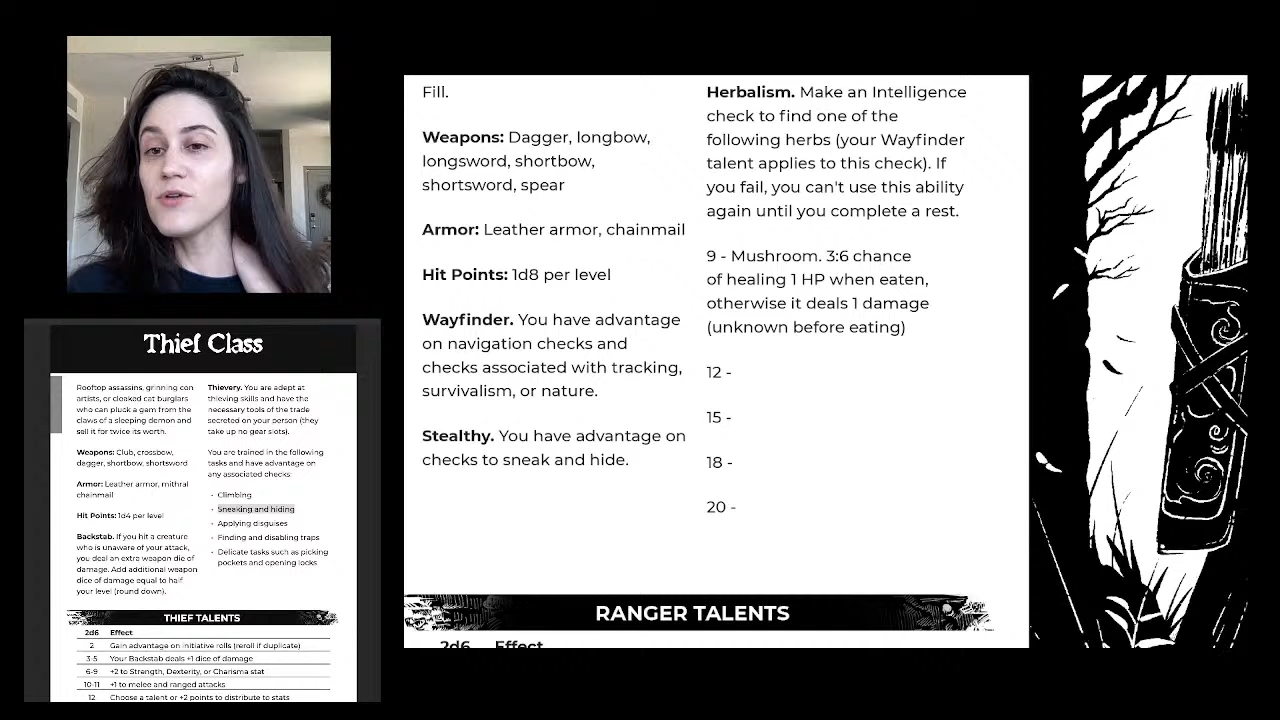 Fill.
Weapons: Dagger, longbow,
longsword, shortbow,
shortsword, spear
Armor: Leather armor, chainmail
Hit Points: 1d8 per level
Wayfinder. You have advantage
on navigation checks and
checks associated with tracking,
survivalism, or nature.
Stealthy. You have advantage on
checks to sneak and hide.
Herbalism. Make an Intelligence
check to find one of the
following herbs (your Wayfinder
talent applies to this check). If
you fail, you can't use this ability
again until you complete a rest.
9 - Mushroom. 3:6 chance
of healing 1 HP when eaten,
otherwise it deals 1 damage
(unknown before eating)
12 -
15 -
18 -
20 -
RANGER TALENTS
2d6 Effect
Thief Class
Rooftop assassins, grinning con
artists, or cloaked cat burglars
who can pluck a gem from the
claws of a sleeping demon and
sell it for twice its worth.
Weapons: Club, crossbow,
dagger, shortbow, shortsword
Armor: Leather armor, mithral
chainmail
Hit Points: 1d4 per level
Backstab. If you hit a creature
who is unaware of your attack,
you deal an extra weapon die of
damage. Add additional weapon
dice of damage equal to half
your level (round down).
Thievery. You are adept at
thieving skills and have the
necessary tools of the trade
secreted on your person (they
take up no gear slots).
You are trained in the following
tasks and have advantage on
any associated checks:
- Climbing
- Sneaking and hiding
- Applying disguises
- Finding and disabling traps
- Delicate tasks such as picking
pockets and opening locks
THIEF TALENTS
2d6 Effect
2 Gain advantage on initiative rolls (reroll if duplicate)
3-5 Your Backstab deals +1 dice of damage
6-9 +2 to Strength, Dexterity, or Charisma stat
10-11 +1 to melee and ranged attacks
12 Choose a talent or +2 points to distribute to stats